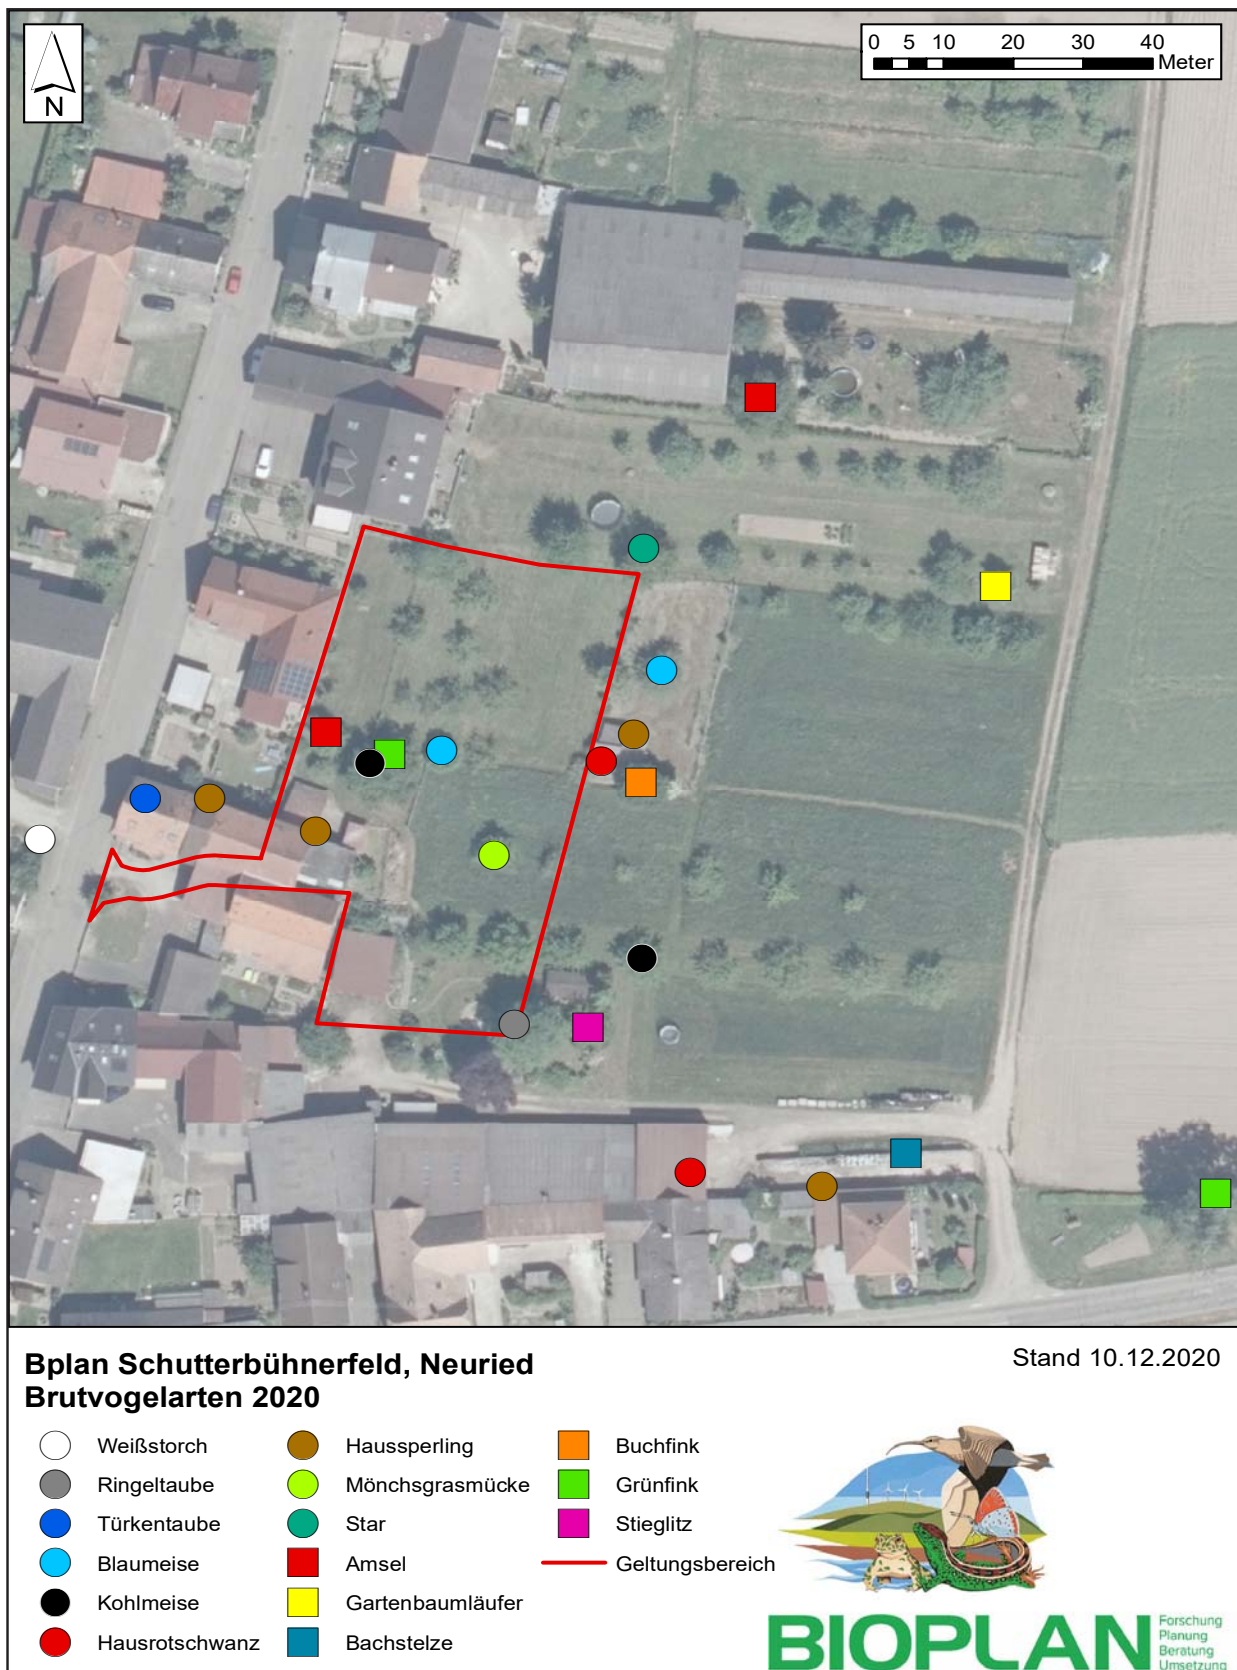 N
0 5 10 20 30 40
Meter
Bplan Schutterbühnerfeld, Neuried
Brutvogelarten 2020
Stand 10.12.2020
Weißstorch
Ringeltaube
Türkentaube
Blaumeise
Kohlmeise
Hausrotschwanz
Haussperling
Mönchsgrasmücke
Star
Amsel
Gartenbaumläufer
Bachstelze
Buchfink
Grünfink
Stieglitz
Geltungsbereich
BIOPLAN
Forschung
Planung
Beratung
Umsetzung